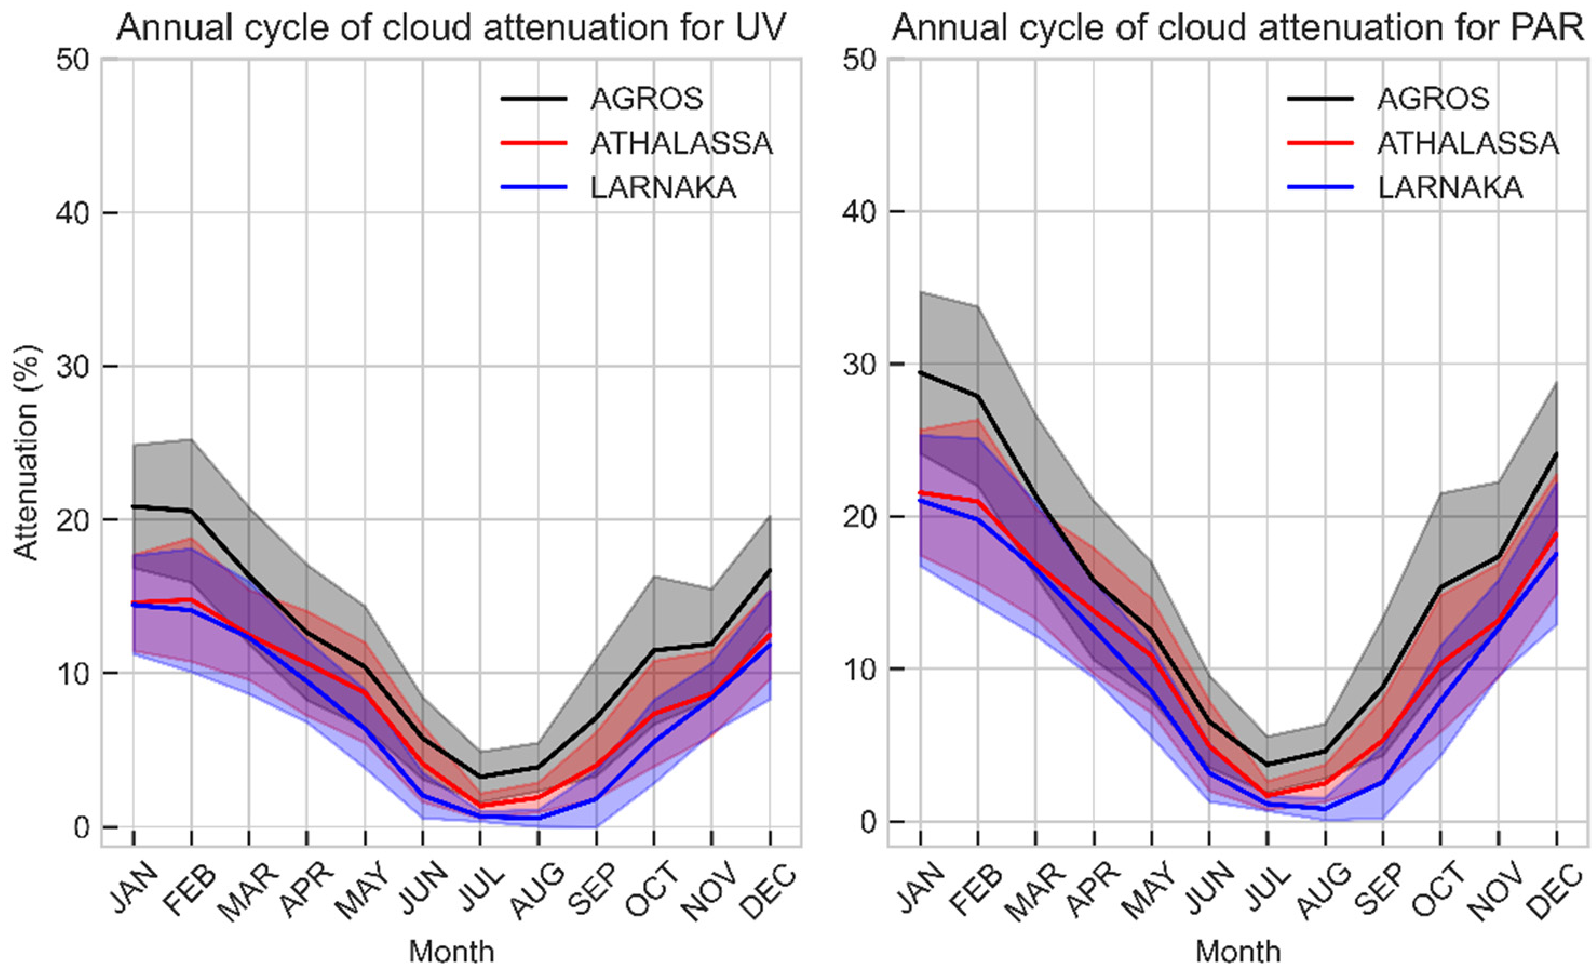 Annual cycle of cloud attenuation for UV
50
40
30
20
10
0
Attenuation (%)
AGROS
ATHALASSA
LARNAKA
JAN
FEB
MAR
APR
MAY
JUN
JUL
AUG
SEP
OCT
NOV
DEC
Month
Annual cycle of cloud attenuation for PAR
50
40
30
20
10
0
AGROS
ATHALASSA
LARNAKA
JAN
FEB
MAR
APR
MAY
JUN
JUL
AUG
SEP
OCT
NOV
DEC
Month